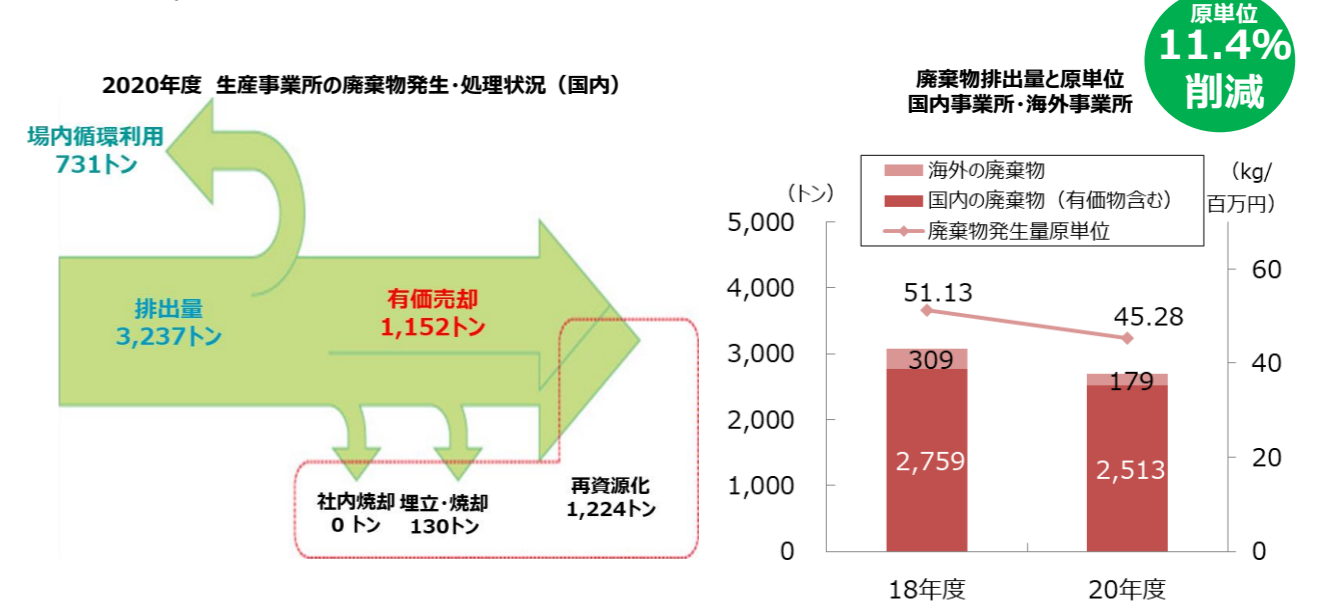 2020年度 生産事業所の廃棄物発生・処理状況（国内）
場内循環利用
731トン
排出量
3,237トン
有価売却
1,152トン
社内焼却
0 トン
埋立・焼却
130トン
再資源化
1,224トン
原単位
11.4%
削減
廃棄物排出量と原単位
国内事業所・海外事業所
海外の廃棄物
国内の廃棄物（有価物含む）
廃棄物発生量原単位
（トン）
（kg/
百万円）
5,000
4,000
3,000
2,000
1,000
0
60
40
20
0
51.13
45.28
309
179
2,759
2,513
18年度
20年度